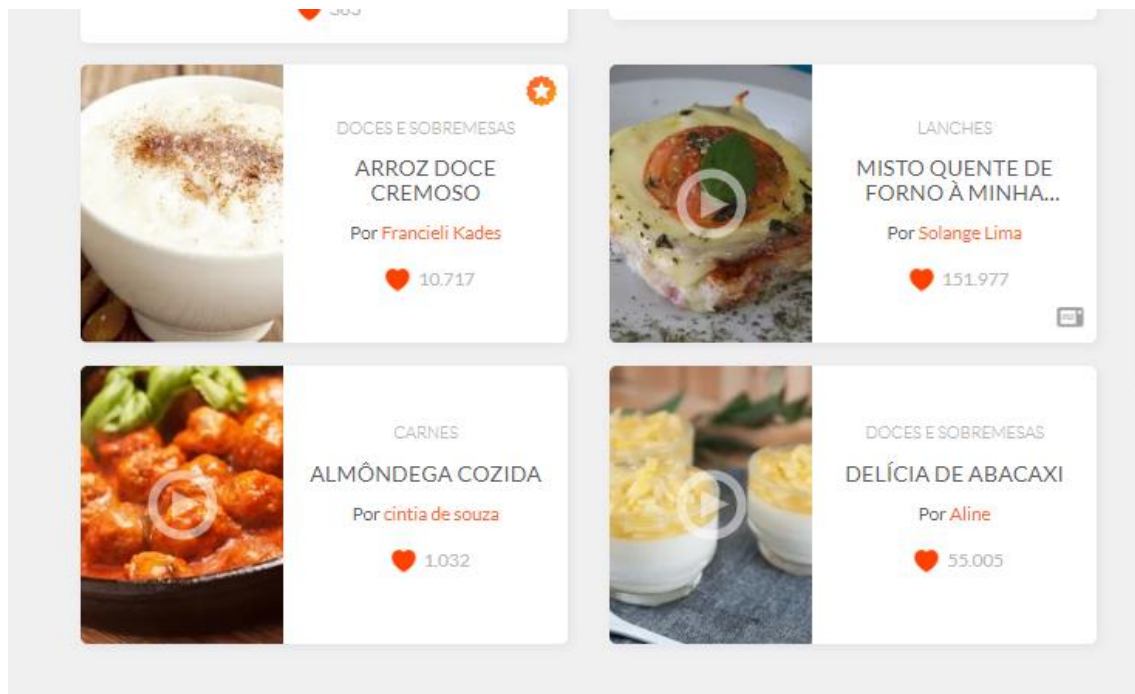 DOCES E SOBREMESAS
ARROZ DOCE
CREMOSO
Por Francieli Kades
10.717
LANCHES
MISTO QUENTE DE
FORNO À MINHA...
Por Solange Lima
151.977
CARNES
ALMÔNDEGA COZIDA
Por cintia de souza
1.032
DOCES E SOBREMESAS
DELÍCIA DE ABACAXI
Por Aline
55.005